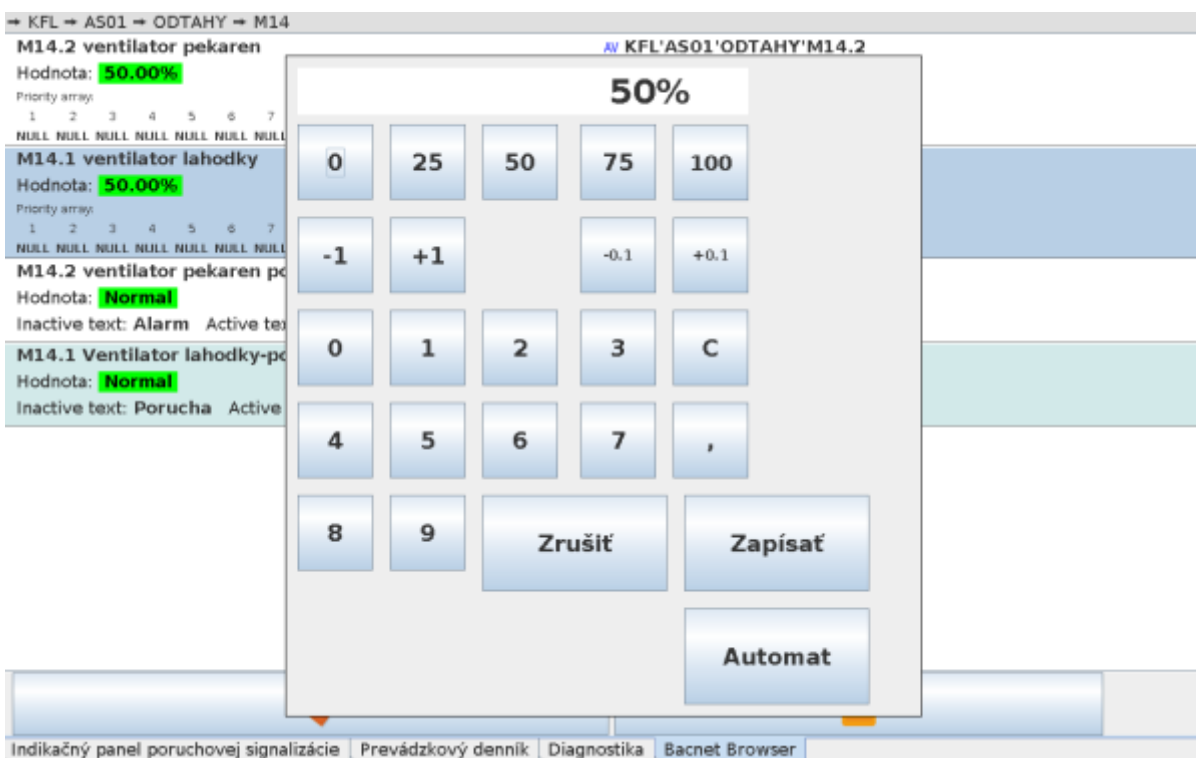 → KFL → AS01 → ODTAHY → M14
M14.2 ventilator pekaren
AV KFL'AS01'ODTAHY'M14.2
Hodnota: 50.00%
Priority array:
1 2 3 4 5 6 7
NULL NULL NULL NULL NULL NULL
M14.1 ventilator lahodky
Hodnota: 50.00%
Priority array:
1 2 3 4 5 6 7
NULL NULL NULL NULL NULL NULL
M14.2 ventilator pekaren
Hodnota: Normal
Inactive text: Alarm Active
M14.1 Ventilator lahodky-
Hodnota: Normal
Inactive text: Porucha Active
50%
0 25 50 75 100
-1 +1 -0.1 +0.1
0 1 2 3 C
4 5 6 7 ,
8 9 Zrušiť Zapísať
Automat
Indikačný panel poruchovej signalizácie Prevádzkový denník Diagnostika Bacnet Browser